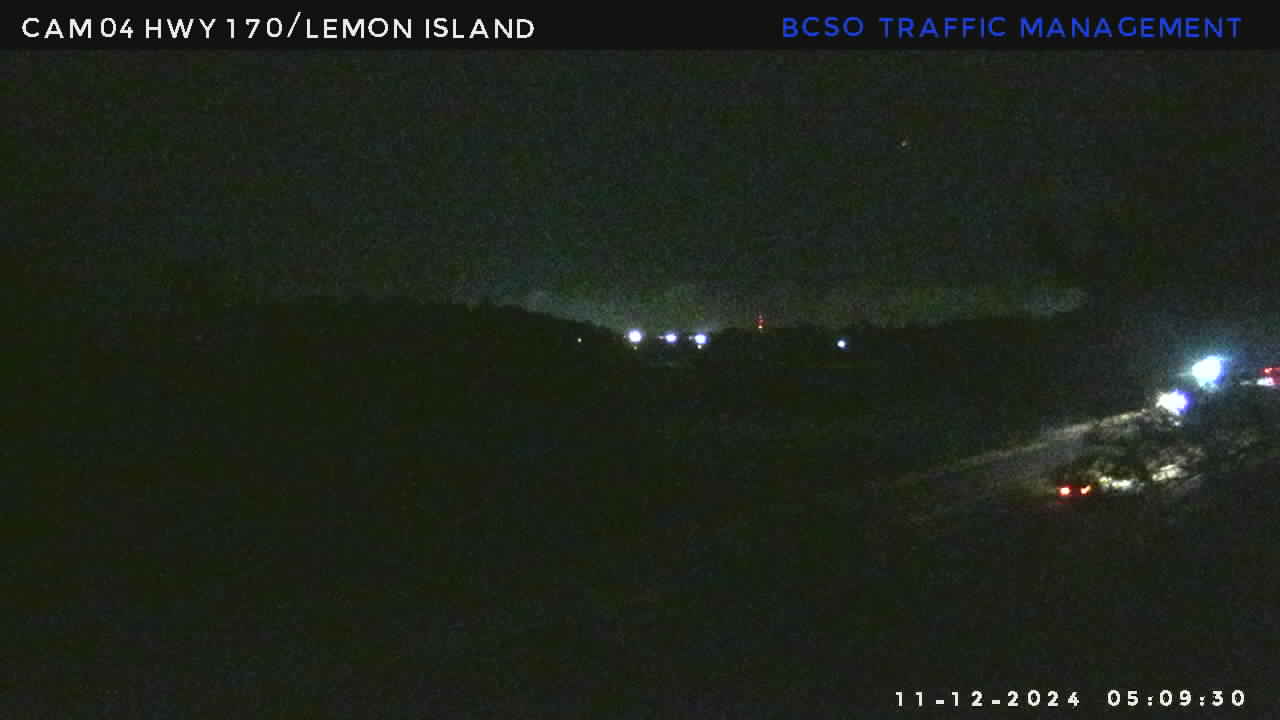 CAM04 HWY 170/LEMON ISLAND
BCSO TRAFFIC MANAGEMENT
11-12-2024 05:09:30